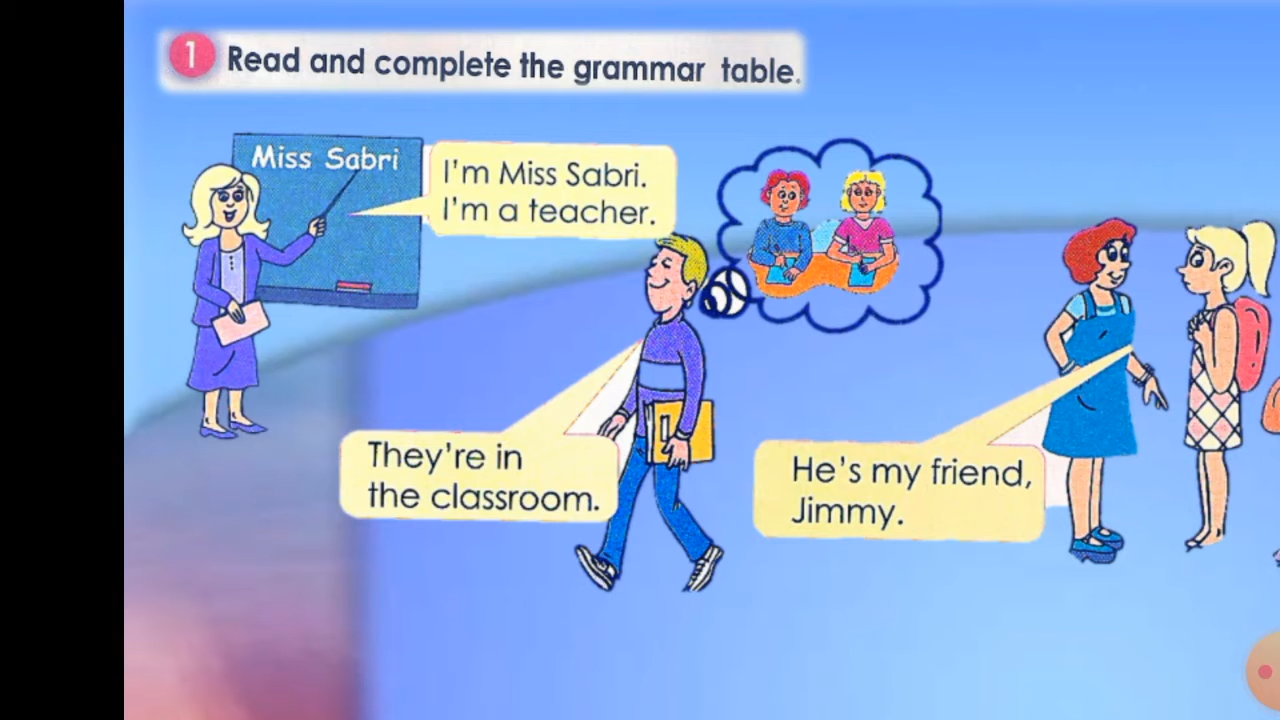 1 Read and complete the grammar table.
Miss Sabri
I'm Miss Sabri.
I'm a teacher.
They're in
the classroom.
He's my friend,
Jimmy.